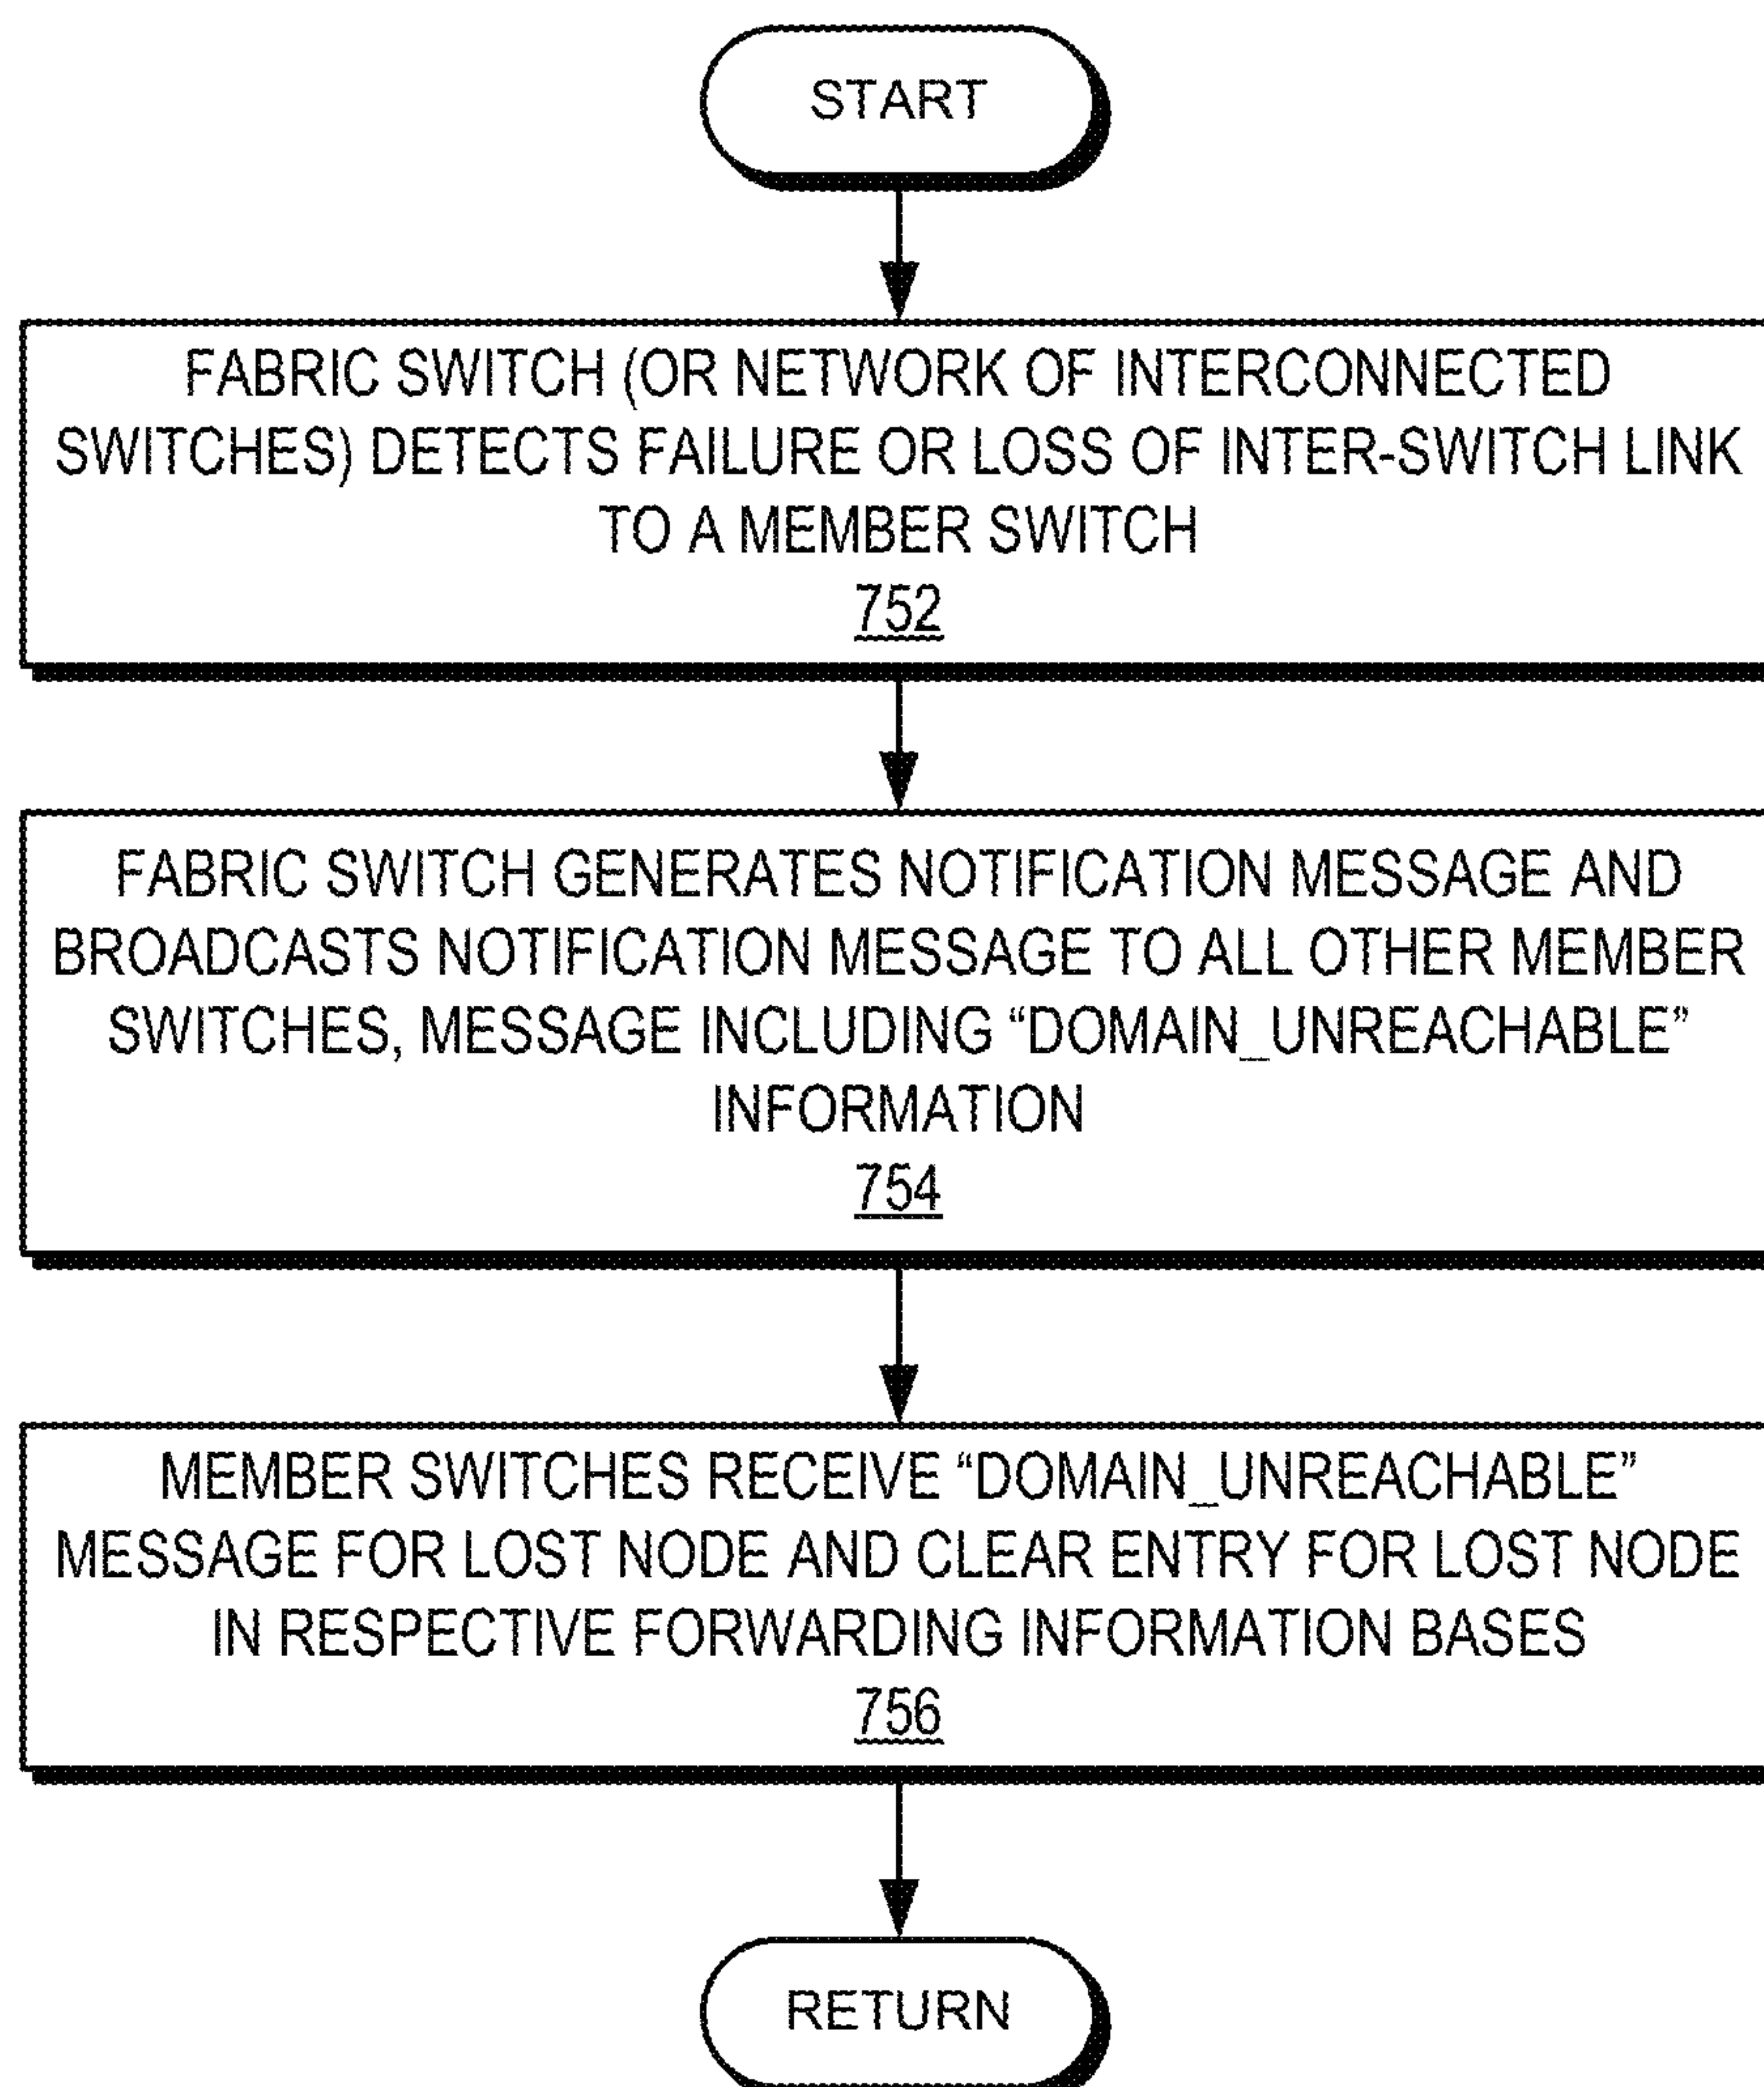 START
FABRIC SWITCH (OR NETWORK OF INTERCONNECTED
SWITCHES) DETECTS FAILURE OR LOSS OF INTER-SWITCH LINK
TO A MEMBER SWITCH
752
FABRIC SWITCH GENERATES NOTIFICATION MESSAGE AND
BROADCASTS NOTIFICATION MESSAGE TO ALL OTHER MEMBER
SWITCHES, MESSAGE INCLUDING “DOMAIN_UNREACHABLE”
INFORMATION
754
MEMBER SWITCHES RECEIVE “DOMAIN_UNREACHABLE”
MESSAGE FOR LOST NODE AND CLEAR ENTRY FOR LOST NODE
IN RESPECTIVE FORWARDING INFORMATION BASES
756
RETURN